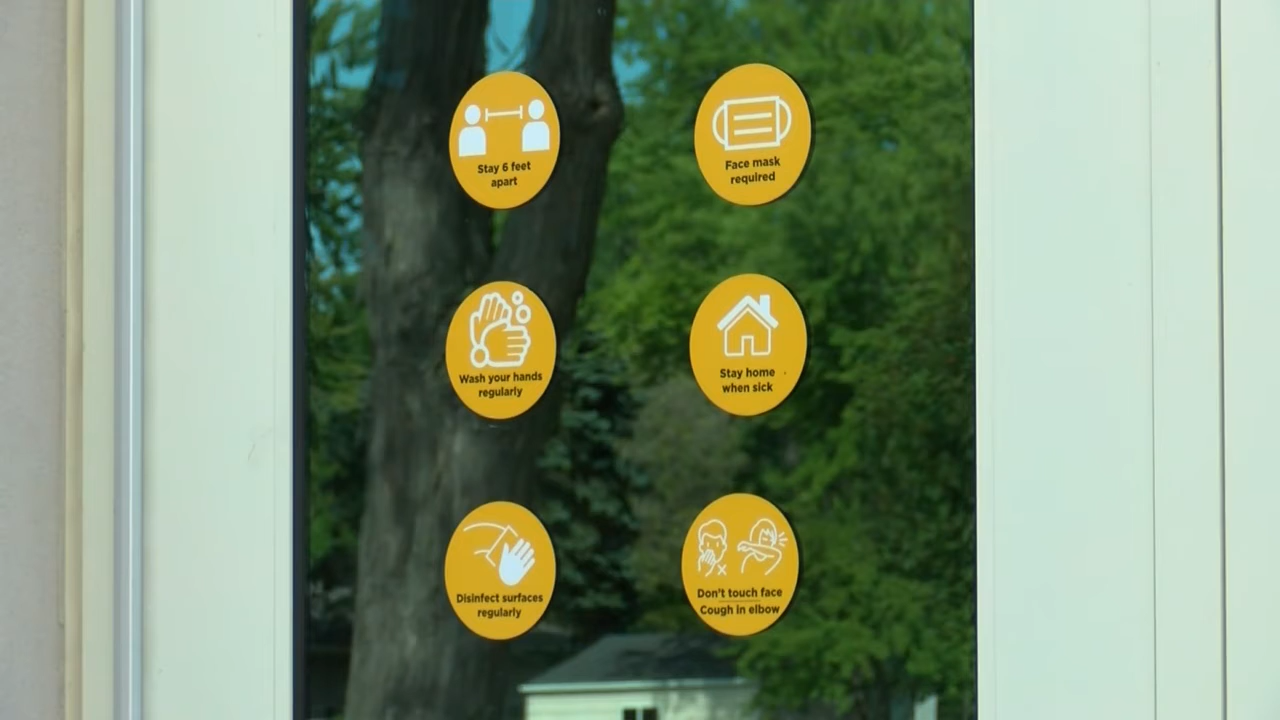 Stay 6 feet
apart
Face mask
required
Wash your hands
regularly
Stay home
when sick
Disinfect surfaces
regularly
Don't touch face
Cough in elbow